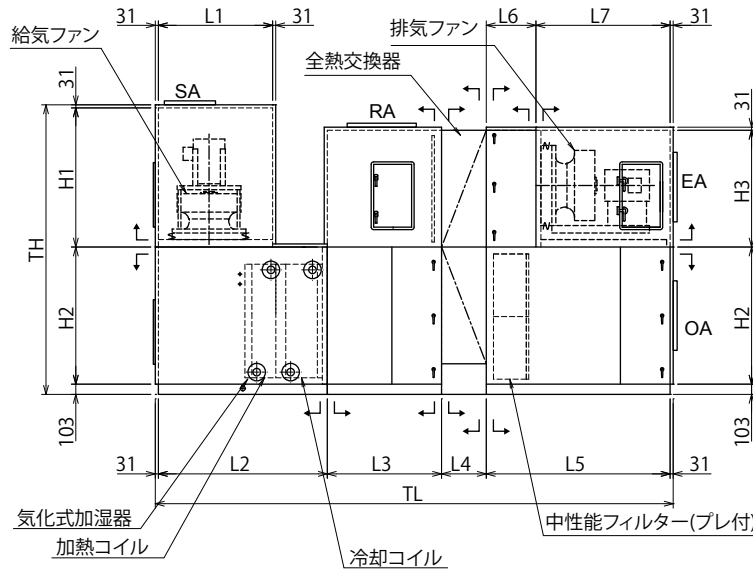 31
L1
31
L6
L7
31
給気ファン
排気ファン
全熱交換器
31
SA
RA
31
H1
H3
EA
TH
H2
H2
OA
103
103
31
L2
L3
L4
L5
31
TL
気化式加湿器
加熱コイル
冷却コイル
中性能フィルター(プレ付)